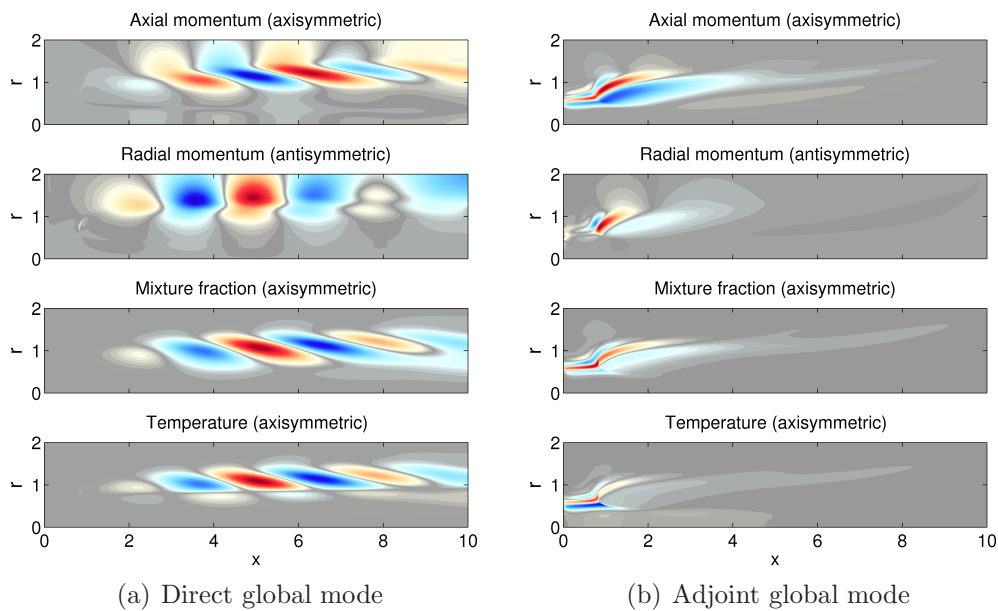 Axial momentum (axisymmetric)
2
r 1
0
Radial momentum (antisymmetric)
2
r 1
0
Mixture fraction (axisymmetric)
2
r 1
0
Temperature (axisymmetric)
2
r 1
0
0 2 4 6 8 10
x
(a) Direct global mode
Axial momentum (axisymmetric)
2
r 1
0
Radial momentum (antisymmetric)
2
r 1
0
Mixture fraction (axisymmetric)
2
r 1
0
Temperature (axisymmetric)
2
r 1
0
0 2 4 6 8 10
x
(b) Adjoint global mode